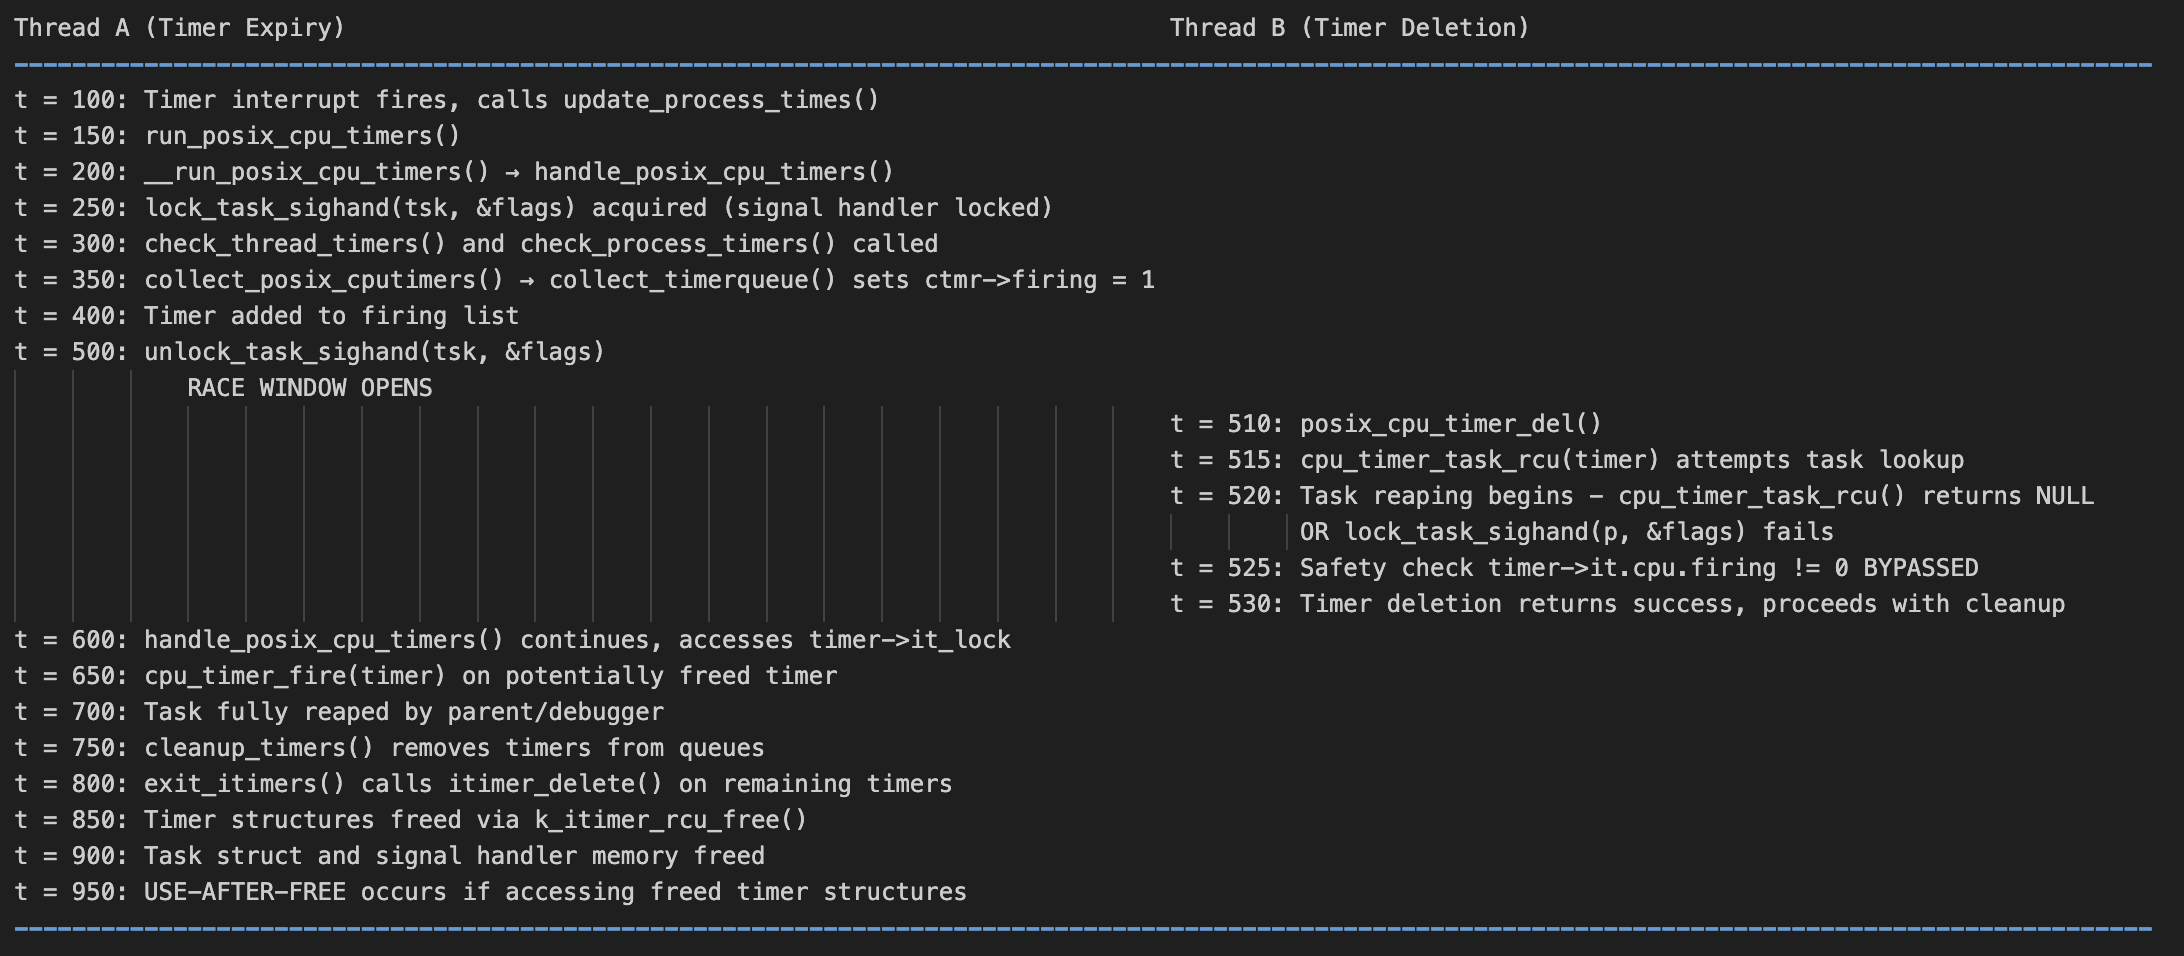 Thread A (Timer Expiry) Thread B (Timer Deletion)
t = 100: Timer interrupt fires, calls update_process_times()
t = 150: run_posix_cpu_timers()
t = 200: __run_posix_cpu_timers() → handle_posix_cpu_timers()
t = 250: lock_task_sighand(tsk, &flags) acquired (signal handler locked)
t = 300: check_thread_timers() and check_process_timers() called
t = 350: collect_posix_cputimers() → collect_timerqueue() sets ctmr->firing = 1
t = 400: Timer added to firing list
t = 500: unlock_task_sighand(tsk, &flags)
RACE WINDOW OPENS
t = 510: posix_cpu_timer_del()
t = 515: cpu_timer_task_rcu(timer) attempts task lookup
t = 520: Task reaping begins - cpu_timer_task_rcu() returns NULL
OR lock_task_sighand(p, &flags) fails
t = 525: Safety check timer->it.cpu.firing != 0 BYPASSED
t = 530: Timer deletion returns success, proceeds with cleanup
t = 600: handle_posix_cpu_timers() continues, accesses timer->it_lock
t = 650: cpu_timer_fire(timer) on potentially freed timer
t = 700: Task fully reaped by parent/debugger
t = 750: cleanup_timers() removes timers from queues
t = 800: exit_itimers() calls itimer_delete() on remaining timers
t = 850: Timer structures freed via k_itimer_rcu_free()
t = 900: Task struct and signal handler memory freed
t = 950: USE-AFTER-FREE occurs if accessing freed timer structures